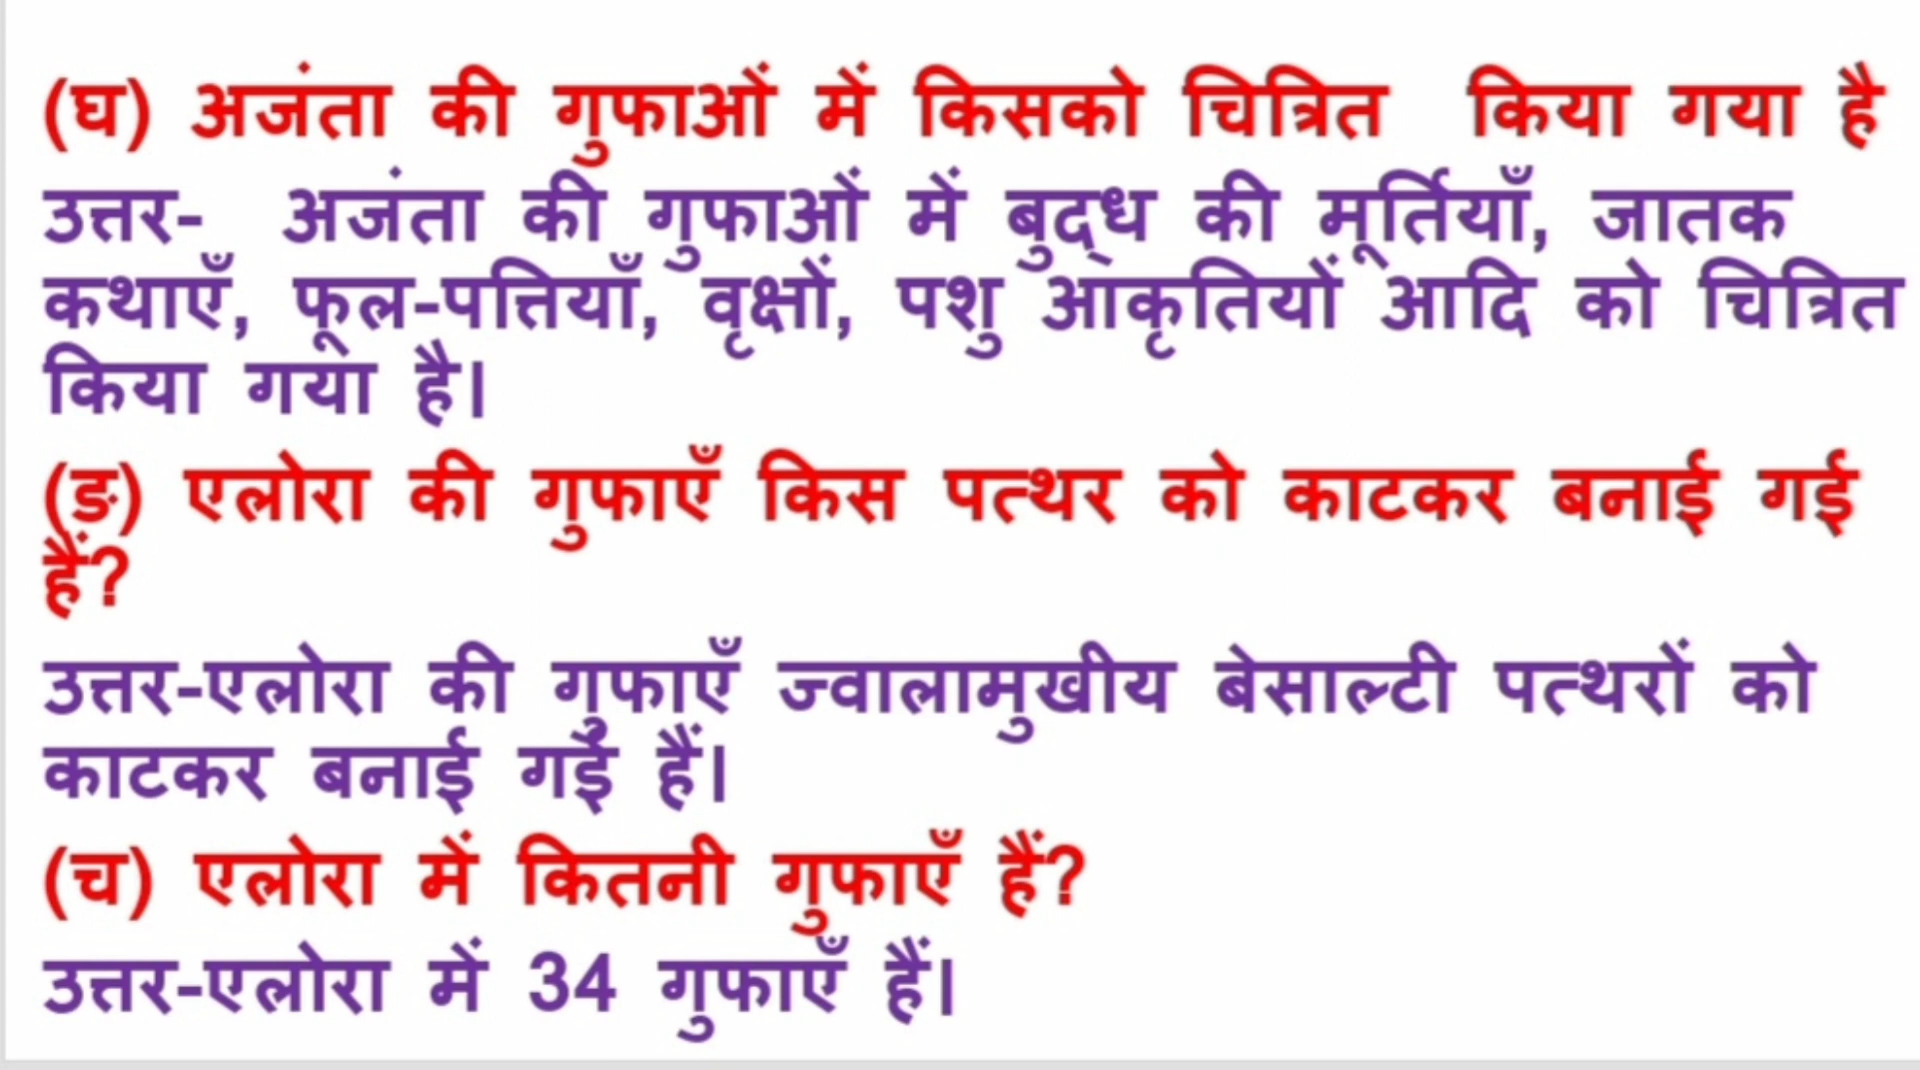 (घ) अजंता की गुफाओं में किसको चित्रित किया गया है
उत्तर- अजंता की गुफाओं में बुद्ध की मूर्तियाँ, जातक
कथाएँ, फूल-पत्तियाँ, वृक्षों, पशु आकृतियों आदि को चित्रित
किया गया है।
(ङ) एलोरा की गुफाएँ किस पत्थर को काटकर बनाई गई
हैं?
उत्तर-एलोरा की गुफाएँ ज्वालामुखीय बेसाल्टी पत्थरों को
काटकर बनाई गई हैं।
(च) एलोरा में कितनी गुफाएँ हैं?
उत्तर-एलोरा में 34 गुफाएँ हैं।